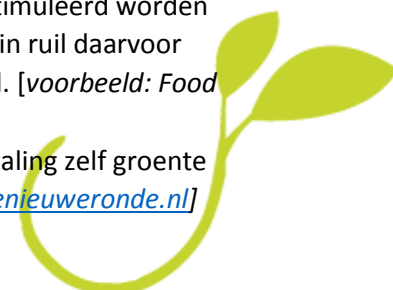 timuleerd worden
in ruil daarvoor
. [voorbeeld: Food
aling zelf groente
enieuweronde.nl]